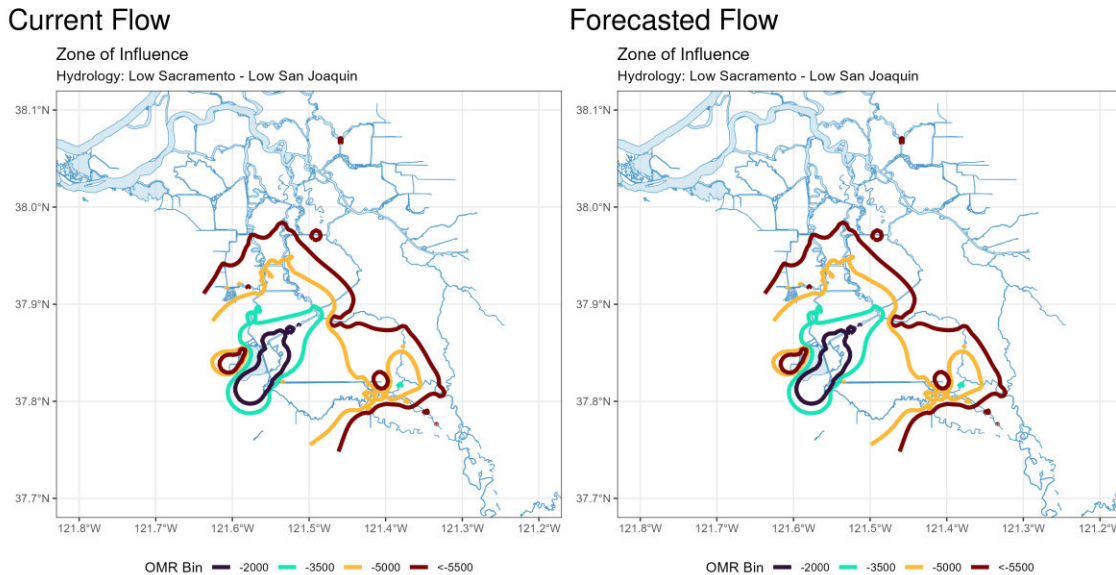 Current Flow
Zone of Influence
Hydrology: Low Sacramento - Low San Joaquin
38.1°N
38.0°N
37.9°N
37.8°N
37.7°N
121.8°W 121.7°W 121.6°W 121.5°W 121.4°W 121.3°W 121.2°W
OMR Bin -2000 -3500 -5000 <-5500
Forecasted Flow
Zone of Influence
Hydrology: Low Sacramento - Low San Joaquin
38.1°N
38.0°N
37.9°N
37.8°N
37.7°N
121.8°W 121.7°W 121.6°W 121.5°W 121.4°W 121.3°W 121.2°W
OMR Bin -2000 -3500 -5000 <-5500